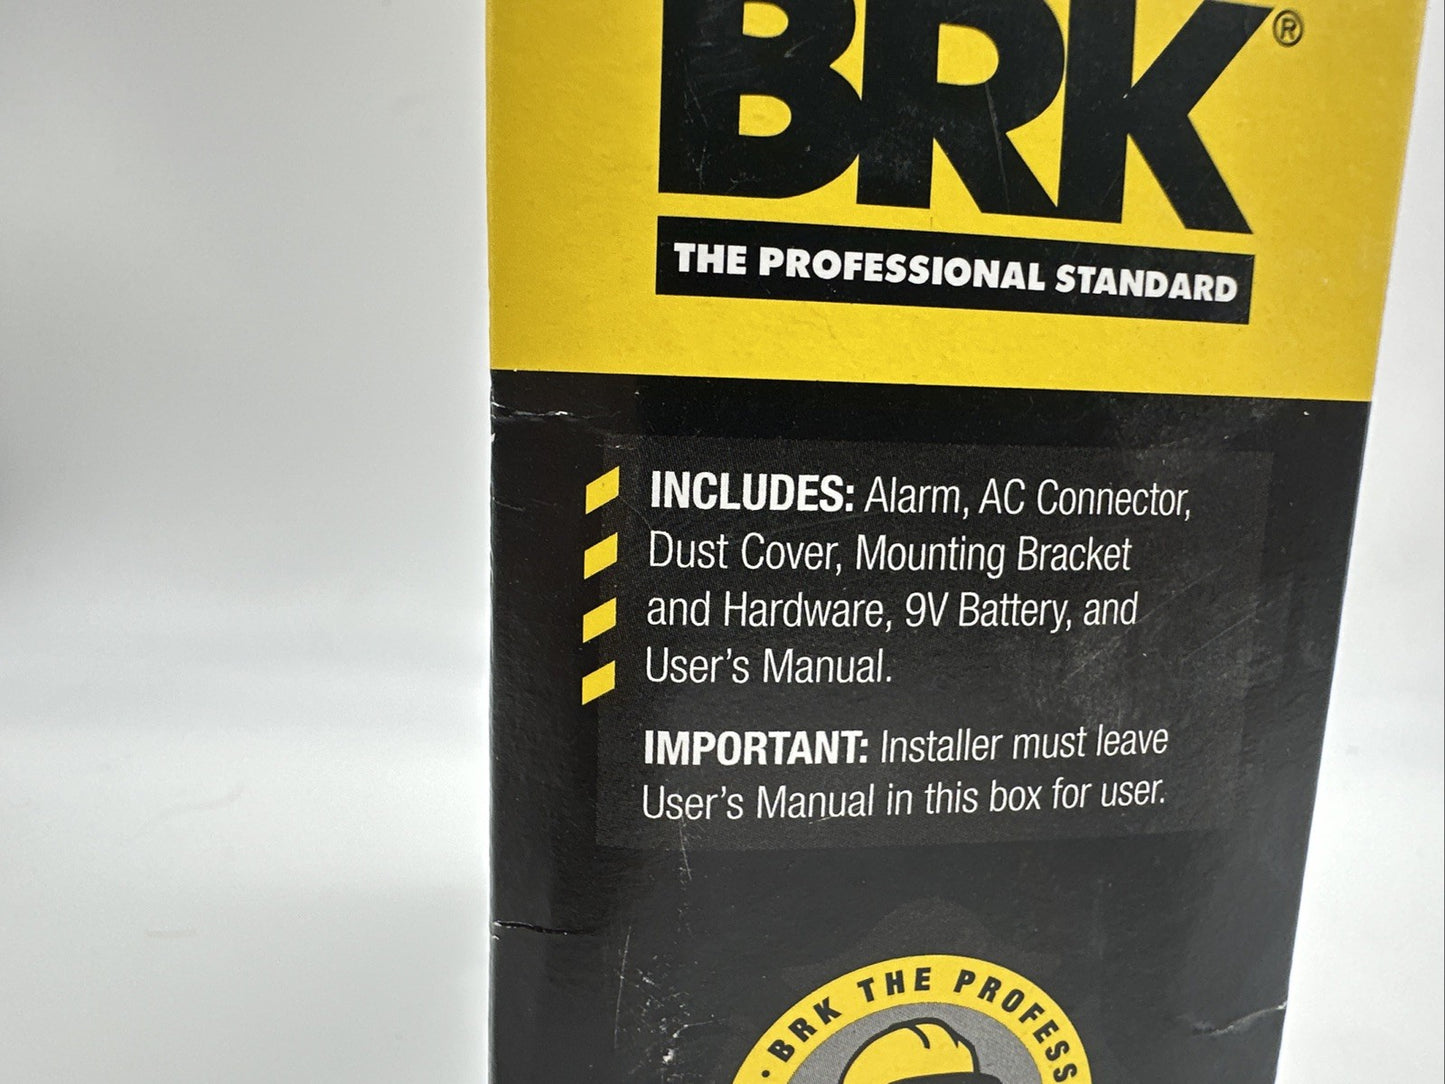 BRK®
THE PROFESSIONAL STANDARD
INCLUDES: Alarm, AC Connector,
Dust Cover, Mounting Bracket
and Hardware, 9V Battery, and
User's Manual.
IMPORTANT: Installer must leave
User's Manual in this box for user.
· BRK THE PROFESS